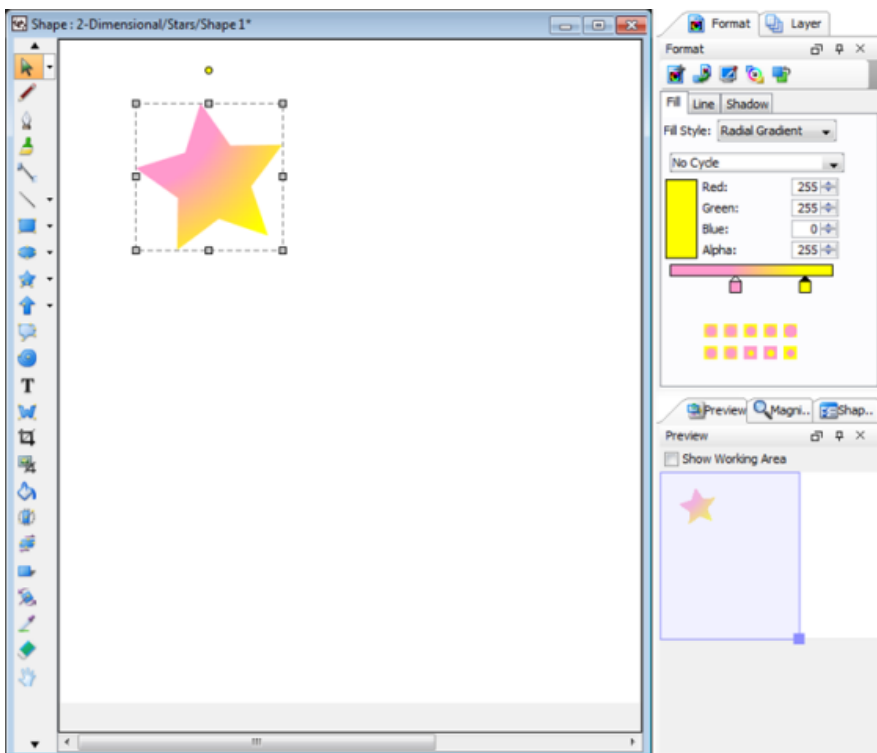 Shape : 2-Dimensional/Stars/Shape 1*
T
Format
Layer
Format
Fill
Line
Shadow
Fill Style:
Radial Gradient
No Cycle
Red:
255
Green:
255
Blue:
0
Alpha:
255
Preview
Magni..
Shap..
Preview
Show Working Area